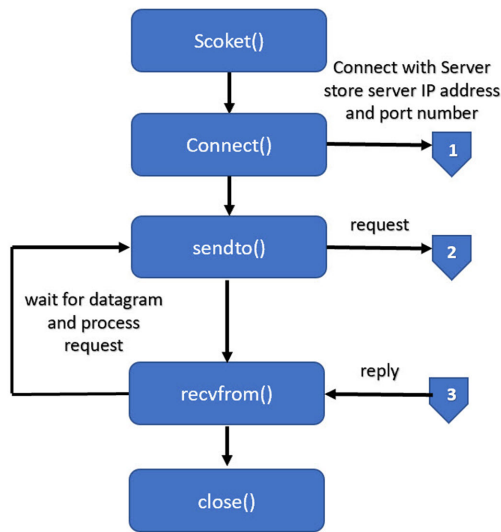 Scoket()
Connect with Server
store server IP address
and port number
Connect()
1
sendto()
request
2
wait for datagram
and process
request
recvfrom()
reply
3
close()